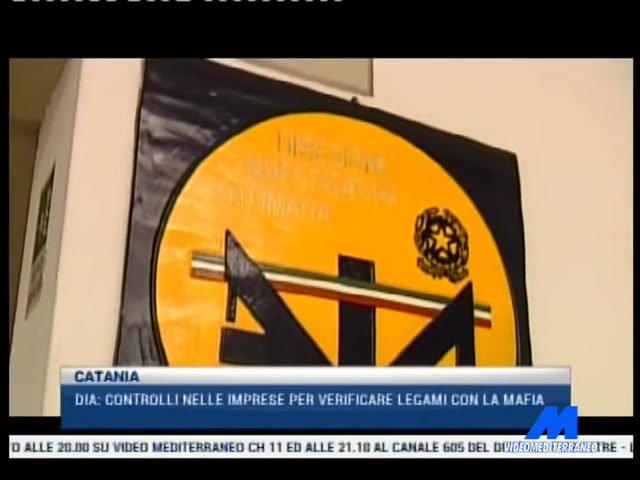 DIREZIONE
INVESTIGATIVA
ANTIMAFIA
CATANIA
DIA: CONTROLLI NELLE IMPRESE PER VERIFICARE LEGAMI CON LA MAFIA
VIDEOMEDITERRANEO
O ALLE 20.00 SU VIDEO MEDITERRANEO CH 11 ED ALLE 21.10 AL CANALE 605 DEL